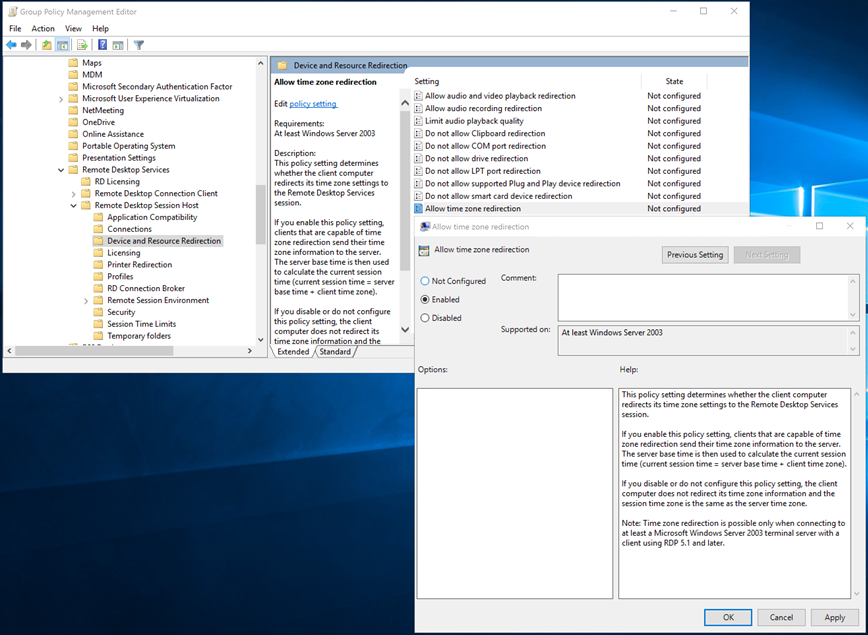 Group Policy Management Editor
File Action View Help
Maps
MDM
Microsoft Secondary Authentication Factor
Microsoft User Experience Virtualization
NetMeeting
OneDrive
Online Assistance
Portable Operating System
Presentation Settings
Remote Desktop Services
RD Licensing
Remote Desktop Connection Client
Remote Desktop Session Host
Application Compatibility
Connections
Device and Resource Redirection
Licensing
Printer Redirection
Profiles
RD Connection Broker
Remote Session Environment
Security
Session Time Limits
Temporary folders
Device and Resource Redirection
Allow time zone redirection
Edit policy setting
Requirements:
At least Windows Server 2003
Description:
This policy setting determines
whether the client computer
redirects its time zone settings to
the Remote Desktop Services
session.
If you enable this policy setting,
clients that are capable of time
zone redirection send their time
zone information to the server.
The server base time is then used
to calculate the current session
time (current session time = server
base time + client time zone).
If you disable or do not configure
this policy setting, the client
computer does not redirect its
time zone information and the
Extended Standard
Setting State
Allow audio and video playback redirection Not configured
Allow audio recording redirection Not configured
Limit audio playback quality Not configured
Do not allow Clipboard redirection Not configured
Do not allow COM port redirection Not configured
Do not allow drive redirection Not configured
Do not allow LPT port redirection Not configured
Do not allow supported Plug and Play device redirection Not configured
Do not allow smart card device redirection Not configured
Allow time zone redirection Not configured
Allow time zone redirection
Allow time zone redirection
Previous Setting Next Setting
Not Configured Comment:
Enabled
Disabled
Supported on: At least Windows Server 2003
Options: Help:
This policy setting determines whether the client computer
redirects its time zone settings to the Remote Desktop Services
session.
If you enable this policy setting, clients that are capable of time
zone redirection send their time zone information to the server.
The server base time is then used to calculate the current session
time (current session time = server base time + client time zone).
If you disable or do not configure this policy setting, the client
computer does not redirect its time zone information and the
session time zone is the same as the server time zone.
Note: Time zone redirection is possible only when connecting to
at least a Microsoft Windows Server 2003 terminal server with a
client using RDP 5.1 and later.
OK Cancel Apply